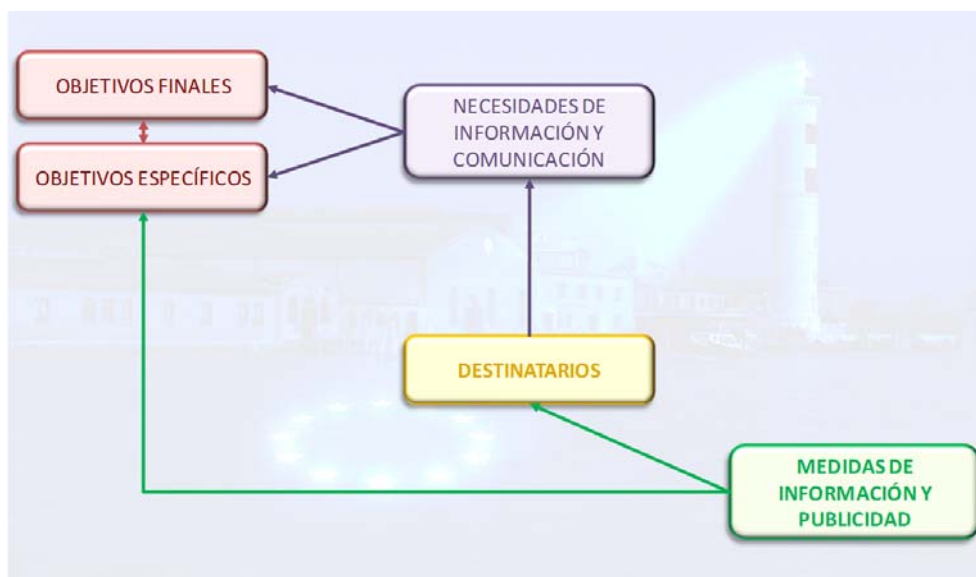 OBJETIVOS FINALES
OBJETIVOS ESPECÍFICOS
NECESIDADES DE
INFORMACIÓN Y
COMUNICACIÓN
DESTINATARIOS
MEDIDAS DE
INFORMACIÓN Y
PUBLICIDAD